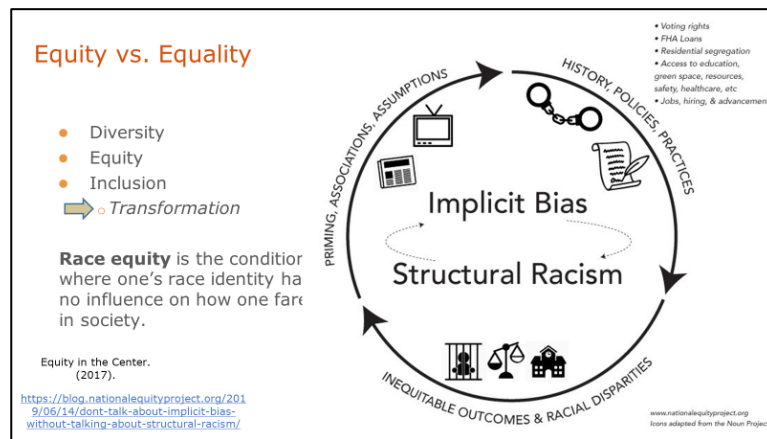 Equity vs. Equality
Diversity
Equity
Inclusion
Transformation
Race equity is the condition
where one's race identity ha
no influence on how one fare
in society.
Equity in the Center.
(2017).
https://blog.nationalequityproject.org/201
9/06/14/dont-talk-about-implicit-bias-
without-talking-about-structural-racism/
PRIMING, ASSOCIATIONS, ASSUMPTIONS
HISTORY, POLICIES, PRACTICES
Implicit Bias
Structural Racism
INEQUITABLE OUTCOMES & RACIAL DISPARITIES
• Voting rights
• FHA Loans
• Residential segregation
• Access to education,
green space, resources,
safety, healthcare, etc
• Jobs, hiring, & advancement
www.nationalequityproject.org
Icons adapted from the Noun Project